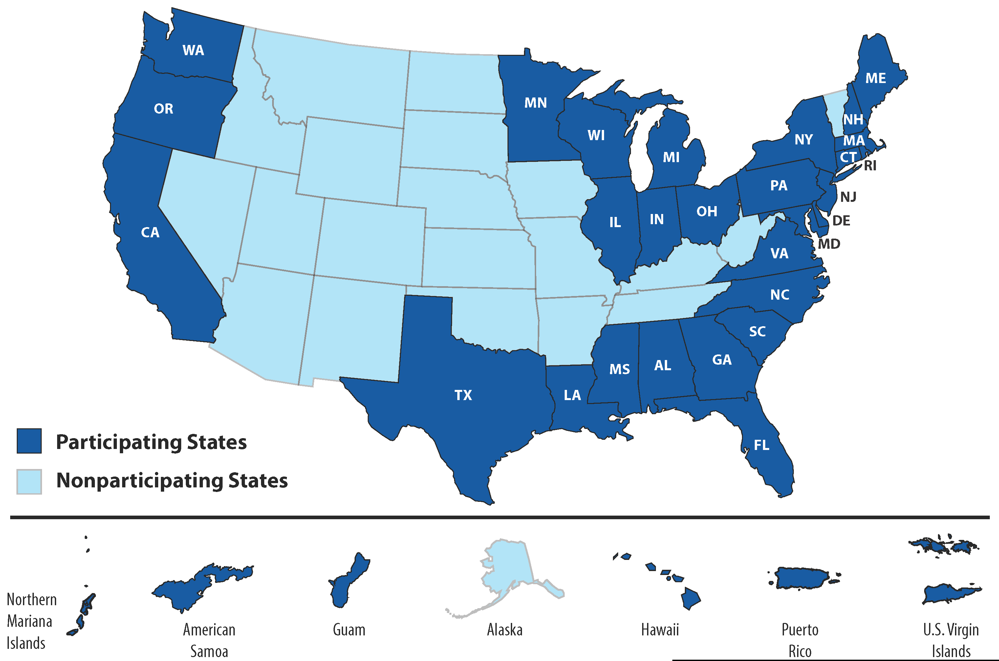 WA
ME
MN
OR
NH
WI
NY
MA
MI
CT
RI
PA
NJ
OH
IN
IL
DE
CA
MD
VA
NC
SC
GA
AL
MS
TX
LA
FL
Participating States
Nonparticipating States
Northern
Mariana
Islands
American
Samoa
Guam
Alaska
Hawaii
Puerto
Rico
U.S. Virgin
Islands